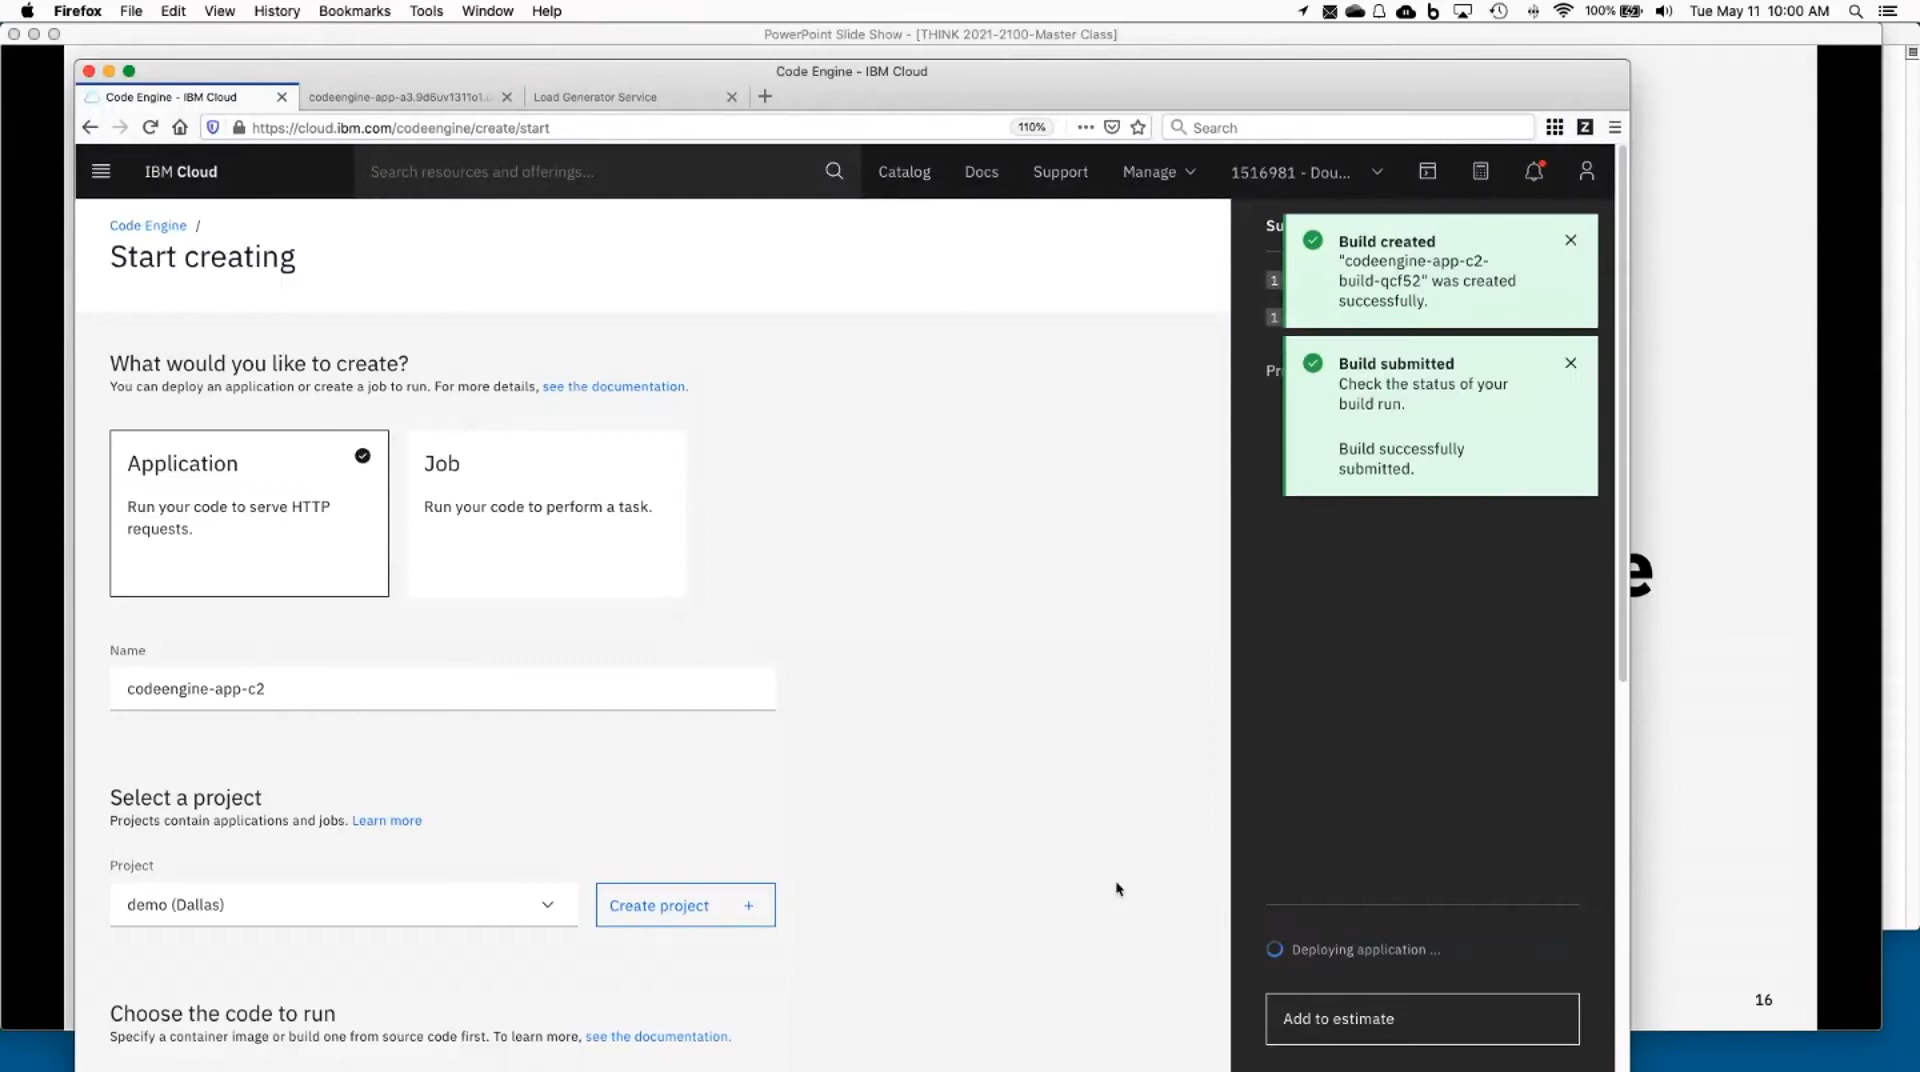 Firefox File Edit View History Bookmarks Tools Window Help 100% Tue May 11 10:00 AM
PowerPoint Slide Show - [THINK 2021-2100-Master Class]
Code Engine - IBM Cloud
Code Engine - IBM Cloud codeengine-app-a3.9d6uv1311o1.u Load Generator Service
https://cloud.ibm.com/codeengine/create/start 110% Search
IBM Cloud Search resources and offerings... Catalog Docs Support Manage 1516981 - Dou...
Code Engine /
Start creating
What would you like to create?
You can deploy an application or create a job to run. For more details, see the documentation.
Application
Run your code to serve HTTP
requests.
Job
Run your code to perform a task.
Name
codeengine-app-c2
Select a project
Projects contain applications and jobs. Learn more
Project
demo (Dallas)
Create project +
Choose the code to run
Specify a container image or build one from source code first. To learn more, see the documentation.
Su
1
1
Pr
Build created
"codeengine-app-c2-
build-qcf52" was created
successfully.
Build submitted
Check the status of your
build run.
Build successfully
submitted.
Deploying application ...
Add to estimate
e
16